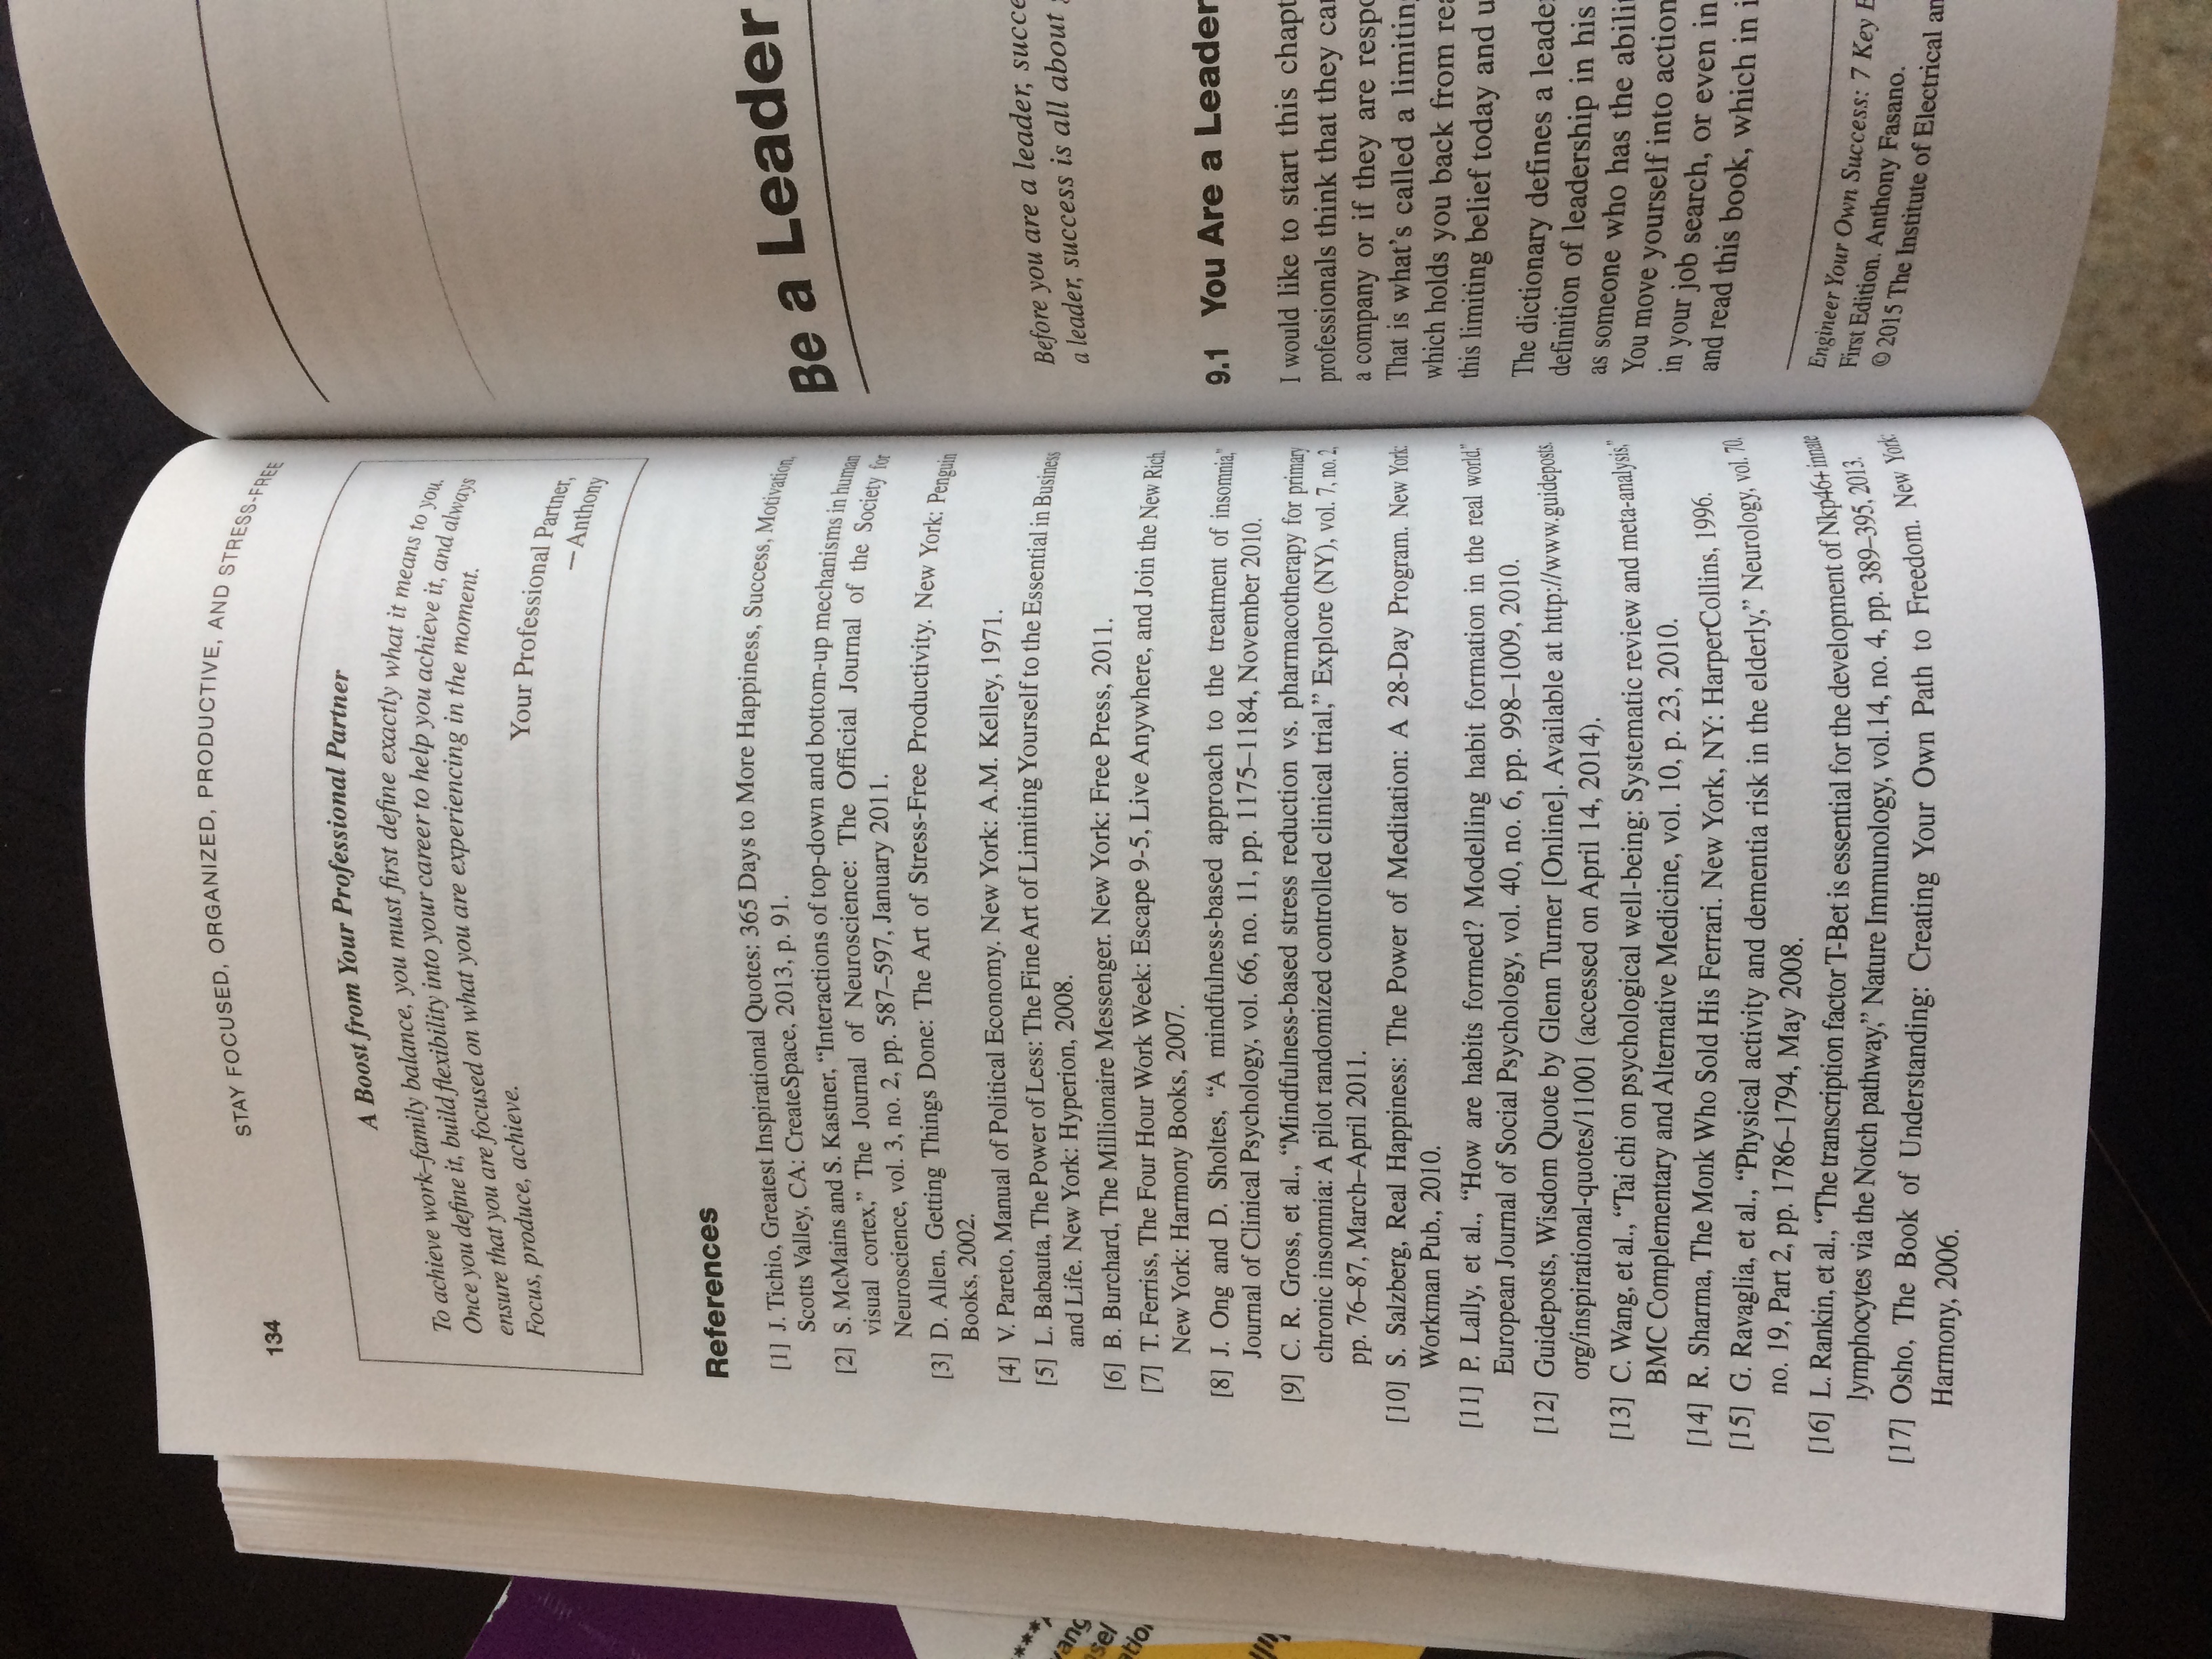 134
STAY FOCUSED, ORGANIZED, PRODUCTIVE, AND STRESS-FREE
A Boost from Your Professional Partner
To achieve work–family balance, you must first define exactly what it means to you.
Once you define it, build flexibility into your career to help you achieve it, and always
ensure that you are focused on what you are experiencing in the moment.
Focus, produce, achieve.
Your Professional Partner,
—Anthony
References
[1] J. Tichio, Greatest Inspirational Quotes: 365 Days to More Happiness, Success, Motivation,
Scotts Valley, CA: CreateSpace, 2013, p. 91.
[2] S. McMains and S. Kastner, “Interactions of top-down and bottom-up mechanisms in human
visual cortex,” The Journal of Neuroscience: The Official Journal of the Society for
Neuroscience, vol. 3, no. 2, pp. 587–597, January 2011.
[3] D. Allen, Getting Things Done: The Art of Stress-Free Productivity. New York: Penguin
Books, 2002.
[4] V. Pareto, Manual of Political Economy. New York: A.M. Kelley, 1971.
[5] L. Babauta, The Power of Less: The Fine Art of Limiting Yourself to the Essential in Business
and Life. New York: Hyperion, 2008.
[6] B. Burchard, The Millionaire Messenger. New York: Free Press, 2011.
[7] T. Ferriss, The Four Hour Work Week: Escape 9-5, Live Anywhere, and Join the New Rich.
New York: Harmony Books, 2007.
[8] J. Ong and D. Sholtes, “A mindfulness-based approach to the treatment of insomnia,”
Journal of Clinical Psychology, vol. 66, no. 11, pp. 1175–1184, November 2010.
[9] C. R. Gross, et al., “Mindfulness-based stress reduction vs. pharmacotherapy for primary
chronic insomnia: A pilot randomized controlled clinical trial,” Explore (NY), vol. 7, no. 2,
pp. 76–87, March–April 2011.
[10] S. Salzberg, Real Happiness: The Power of Meditation: A 28-Day Program. New York:
Workman Pub., 2010.
[11] P. Lally, et al., “How are habits formed? Modelling habit formation in the real world.”
European Journal of Social Psychology, vol. 40, no. 6, pp. 998–1009, 2010.
[12] Guideposts, Wisdom Quote by Glenn Turner [Online]. Available at http://www.guideposts.
org/inspirational-quotes/11001 (accessed on April 14, 2014).
[13] C. Wang, et al., “Tai chi on psychological well-being: Systematic review and meta-analysis,”
BMC Complementary and Alternative Medicine, vol. 10, p. 23, 2010.
[14] R. Sharma, The Monk Who Sold His Ferrari. New York, NY: HarperCollins, 1996.
[15] G. Ravaglia, et al., “Physical activity and dementia risk in the elderly,” Neurology, vol. 70,
no. 19, Part 2, pp. 1786–1794, May 2008.
[16] L. Rankin, et al., “The transcription factor T-Bet is essential for the development of Nkp46+ innate
lymphocytes via the Notch pathway,” Nature Immunology, vol.14, no. 4, pp. 389–395, 2013.
[17] Osho, The Book of Understanding: Creating Your Own Path to Freedom. New York:
Harmony, 2006.
Be a Leader
Before you are a leader, succe
a leader, success is all about
9.1 You Are a Leader
I would like to start this chapt
professionals think that they ca
a company or if they are respo
That is what’s called a limiting
which holds you back from rea
this limiting belief today and u
The dictionary defines a leade
definition of leadership in his
as someone who has the abilit
You move yourself into action
in your job search, or even in
and read this book, which in i
Engineer Your Own Success: 7 Key E
First Edition. Anthony Fasano.
© 2015 The Institute of Electrical an